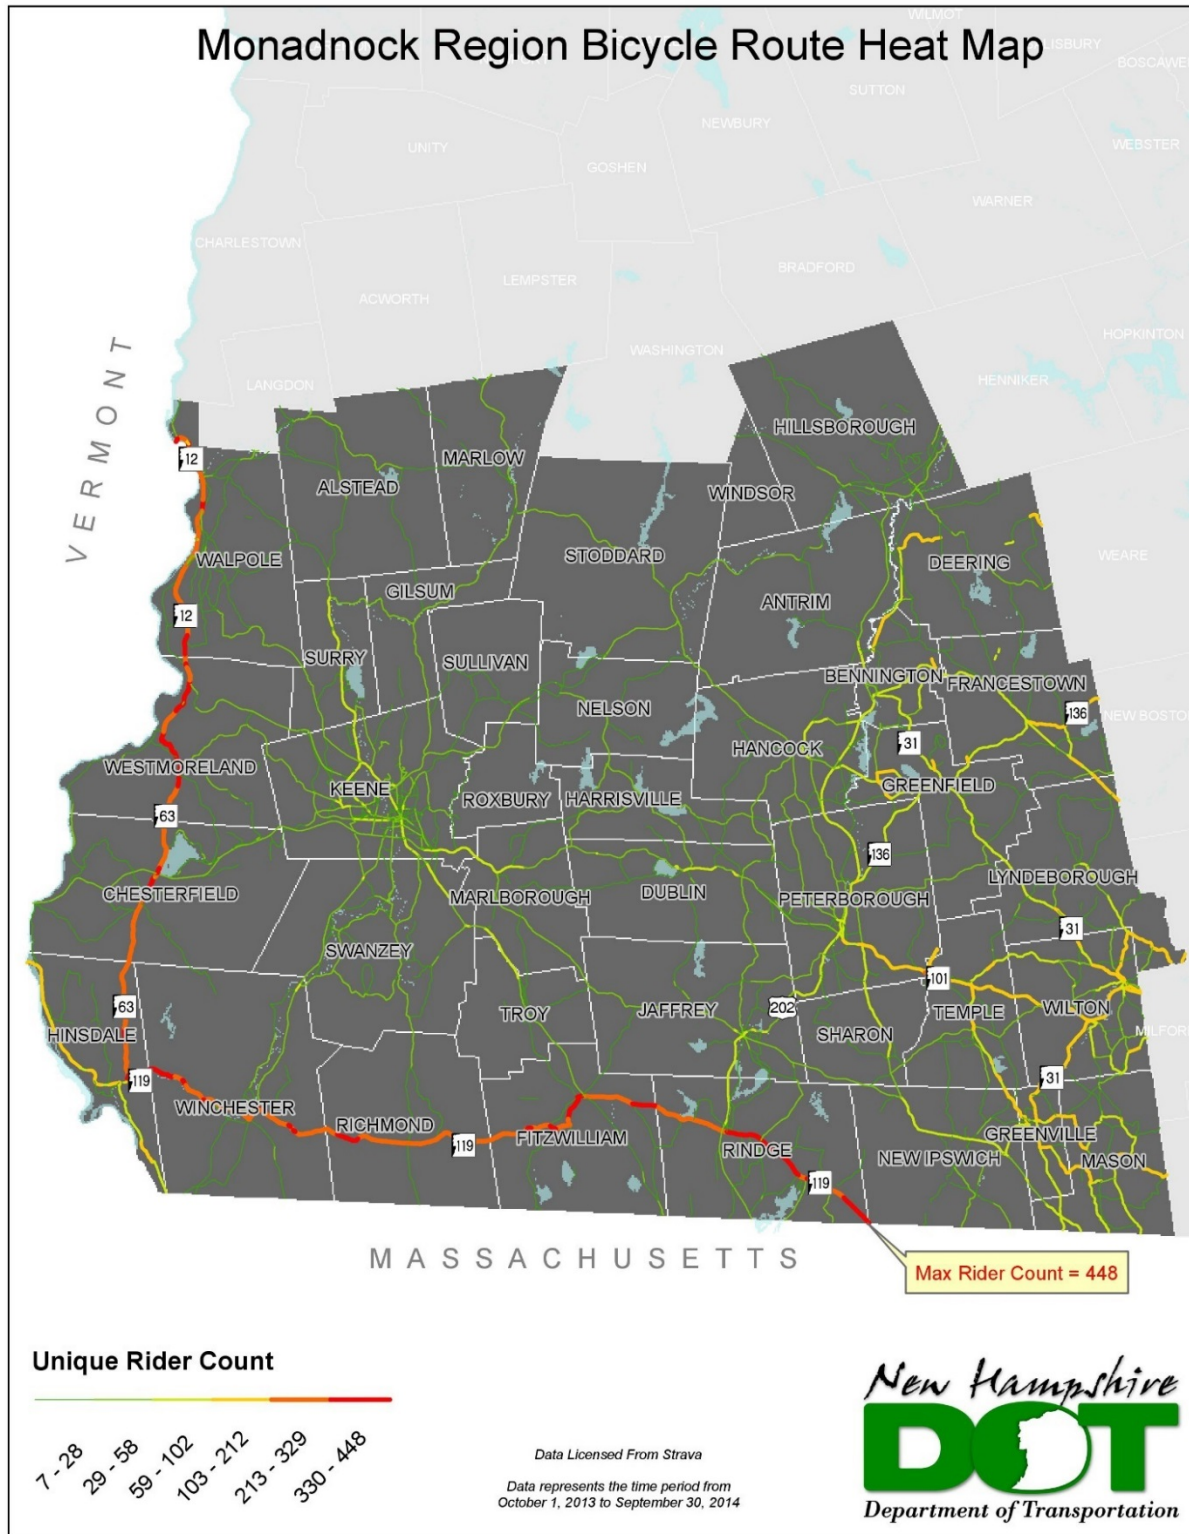 Monadnock Region Bicycle Route Heat Map
WILMOT
SUTTON
BOSCAWEN
NEWBURY
UNITY
GOSHEN
WEBSTER
WARNER
CHARLESTOWN
LEMPSTER
BRADFORD
ACWORTH
HOPKINTON
WASHINGTON
LANGDON
HENNIKER
VERMONT
HILLSBOROUGH
12
MARLOW
ALSTEAD
WINDSOR
STODDARD
WALPOLE
DEERING
WEARE
GILSUM
ANTRIM
12
SURRY
SULLIVAN
BENNINGTON
FRANCESTOWN
NELSON
136
NEW BOSTON
HANCOCK
31
WESTMORELAND
KEENE
ROXBURY
HARRISVILLE
GREENFIELD
63
136
LYNDEBOROUGH
CHESTERFIELD
MARLBOROUGH
DUBLIN
PETERBOROUGH
31
SWANZEY
101
63
TROY
JAFFREY
202
SHARON
TEMPLE
WILTON
HINSDALE
MILFORD
119
31
WINCHESTER
RICHMOND
119
FITZWILLIAM
RINDGE
GREENVILLE
NEW IPSWICH
MASON
119
MASSACHUSETTS
Max Rider Count = 448
Unique Rider Count
7 - 28
29 - 58
59 - 102
103 - 212
213 - 329
330 - 448
Data Licensed From Strava
Data represents the time period from
October 1, 2013 to September 30, 2014
New Hampshire
DOT
Department of Transportation